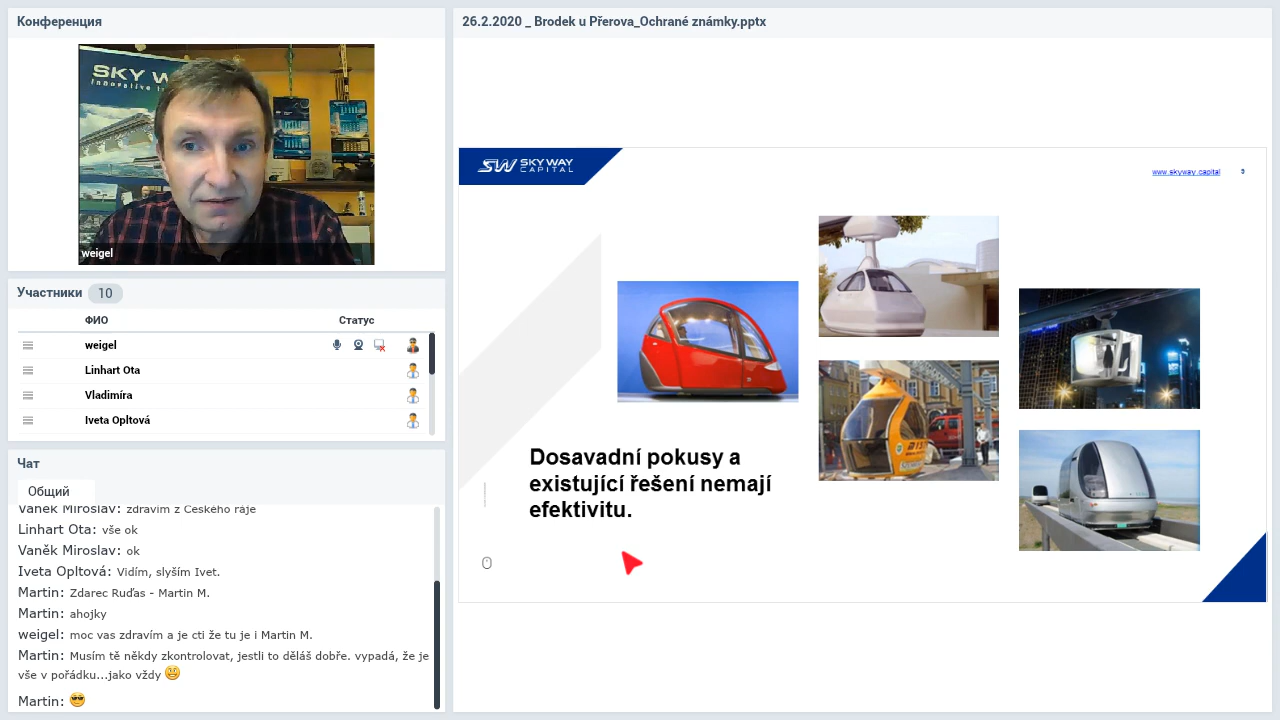 Конференция
SKY W
weigel
Участники 10
ФИО Статус
weigel
Linhart Ota
Vladimíra
Iveta Opltová
Чат
Общий
Vaněk Miroslav: zdravím z Českého ráje
Linhart Ota: vše ok
Vaněk Miroslav: ok
Iveta Opltová: Vidím, slyším Ivet.
Martin: Zdarec Ruďas - Martin M.
Martin: ahojky
weigel: moc vas zdravím a je cti že tu je i Martin M.
Martin: Musím tě někdy zkontrolovat, jestli to děláš dobře. vypadá, že je
vše v pořádku...jako vždy
Martin:
26.2.2020 _ Brodek u Přerova_Ochrané známky.pptx
SW SKY WAY
CAPITAL
www.skyway.capital
Dosavadní pokusy a
existující řešení nemají
efektivitu.